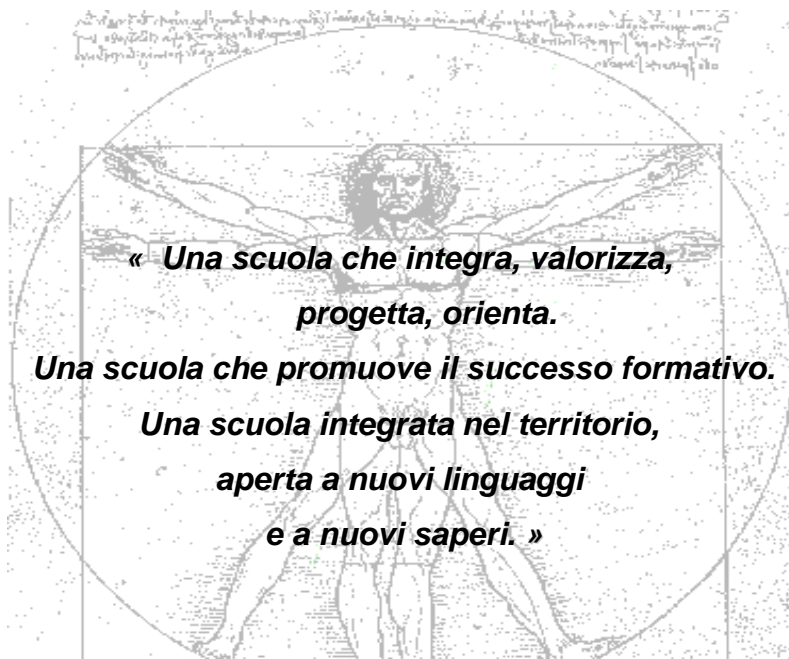 « Una scuola che integra, valorizza,
progetta, orienta.
Una scuola che promuove il successo formativo.
Una scuola integrata nel territorio,
aperta a nuovi linguaggi
e a nuovi saperi. »